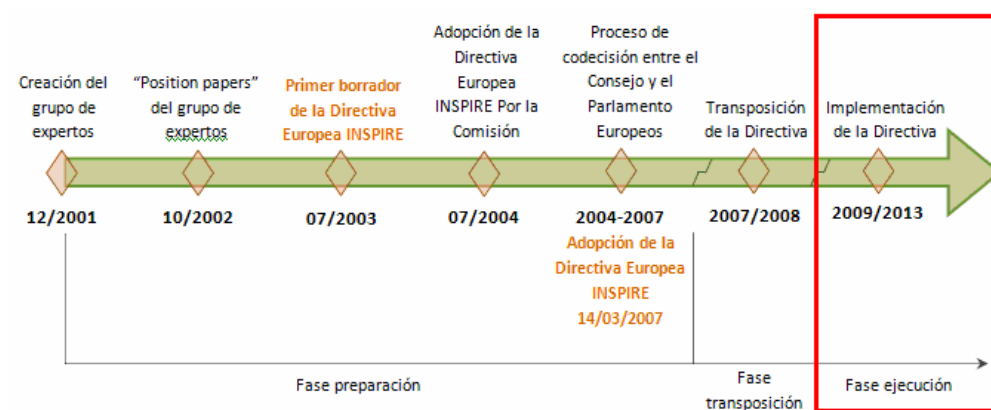 Creación del
grupo de
expertos
"Position papers"
del grupo de
expertos
Primer borrador
de la Directiva
Europea INSPIRE
Adopción de la
Directiva
Europea
INSPIRE Por la
Comisión
Proceso de
codecisión entre el
Consejo y el
Parlamento
Europeos
Transposición
de la Directiva
Implementación
de la Directiva
12/2001
10/2002
07/2003
07/2004
2004-2007
2007/2008
2009/2013
Adopción de la
Directiva Europea
INSPIRE
14/03/2007
Fase preparación
Fase
transposición
Fase ejecución